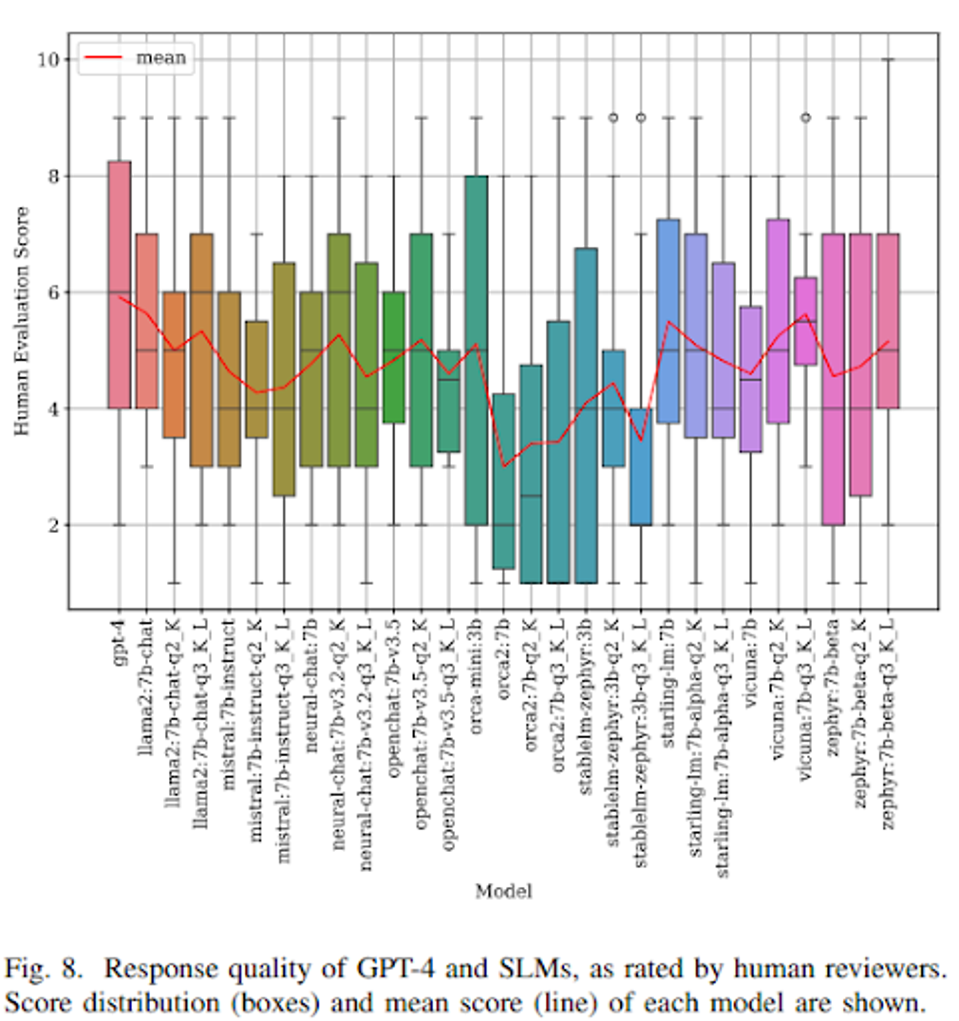 mean
10
8
6
4
2
Human Evaluation Score
gpt-4
llama2:7b-chat
llama2:7b-chat-q2_K
llama2:7b-chat-q3_K_L
mistral:7b-instruct
mistral:7b-instruct-q2_K
mistral:7b-instruct-q3_K_L
neural-chat:7b
neural-chat:7b-v3.2-q2_K
neural-chat:7b-v3.2-q3_K_L
openchat:7b-v3.5
openchat:7b-v3.5-q2_K
openchat:7b-v3.5-q3_K_L
orca-mini:3b
orca2:7b
orca2:7b-q2_K
orca2:7b-q3_K_L
stablelm-zephyr:3b
stablelm-zephyr:3b-q2_K
stablelm-zephyr:3b-q3_K_L
starling-lm:7b
starling-lm:7b-alpha-q2_K
starling-lm:7b-alpha-q3_K_L
vicuna:7b
vicuna:7b-q2_K
vicuna:7b-q3_K_L
zephyr:7b-beta
zephyr:7b-beta-q2_K
zephyr:7b-beta-q3_K_L
Model
Fig. 8. Response quality of GPT-4 and SLMs, as rated by human reviewers.
Score distribution (boxes) and mean score (line) of each model are shown.